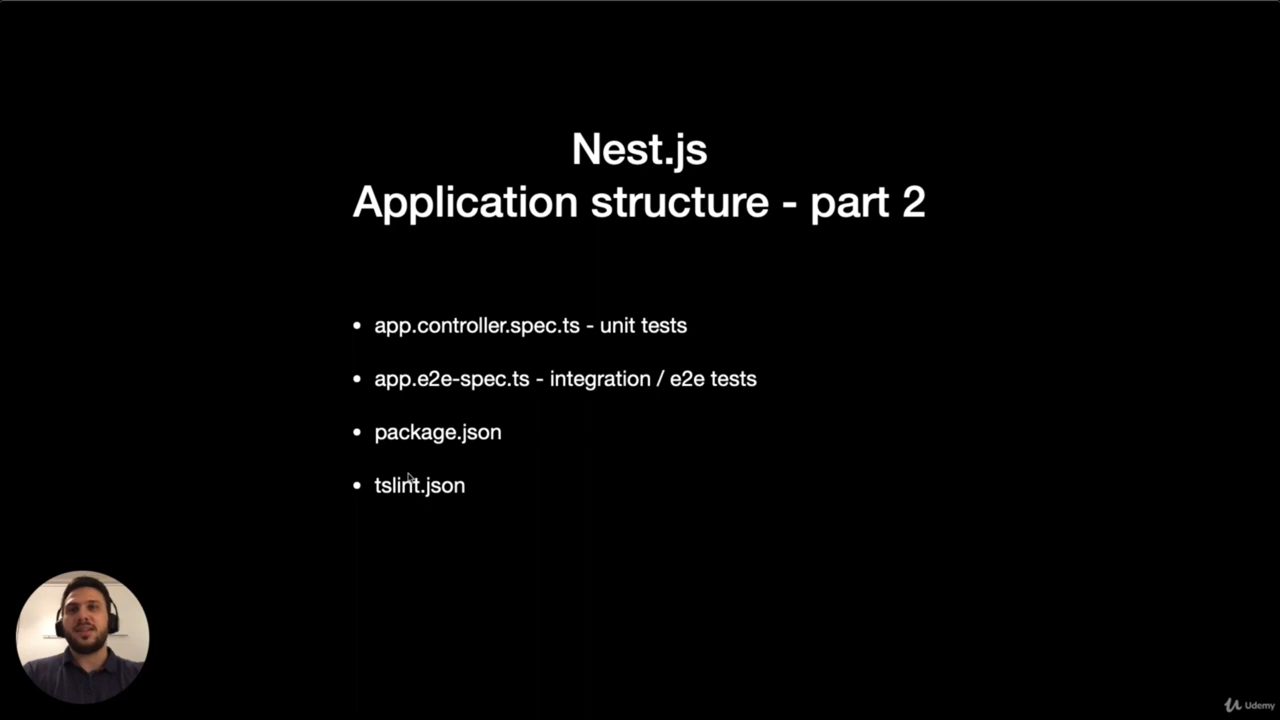 Nest.js
Application structure - part 2
• app.controller.spec.ts - unit tests
• app.e2e-spec.ts - integration / e2e tests
• package.json
• tslint.json
Udemy